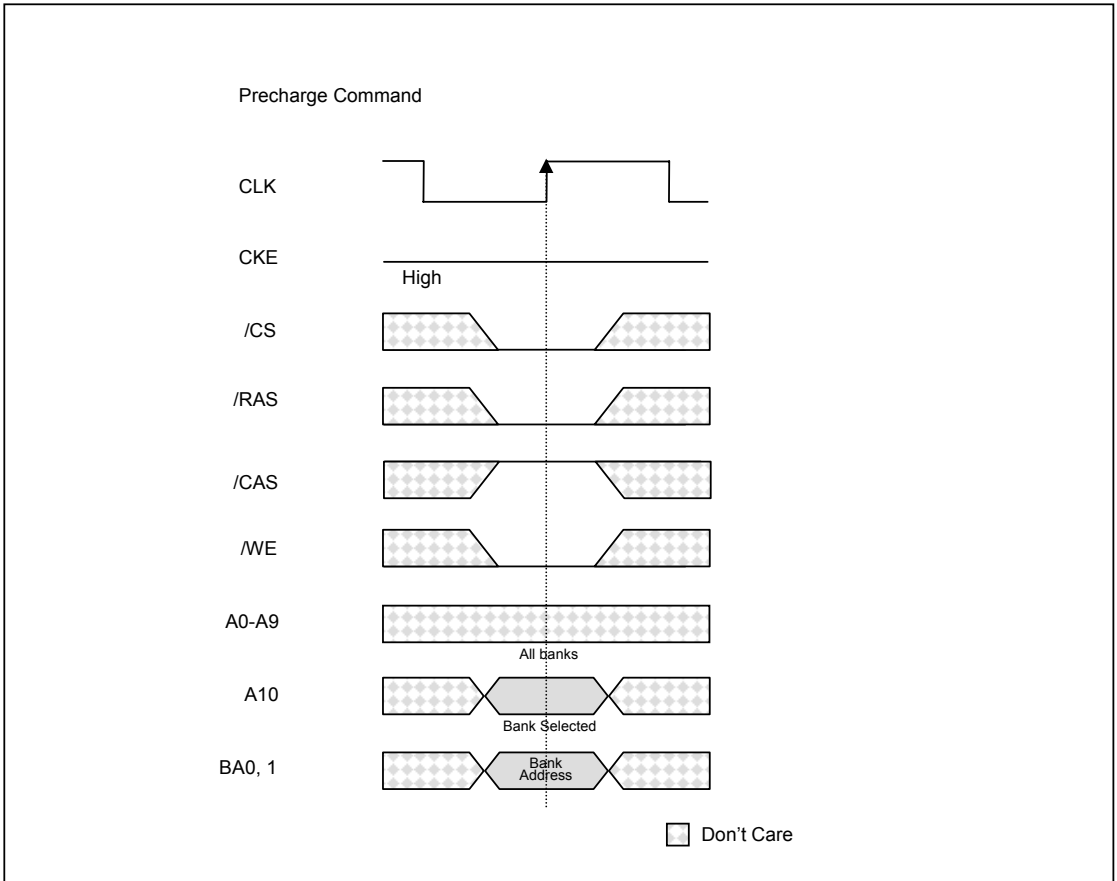 Precharge Command
CLK
CKE
High
/CS
/RAS
/CAS
/WE
A0-A9
All banks
A10
Bank Selected
BA0, 1
Bank
Address
Don't Care